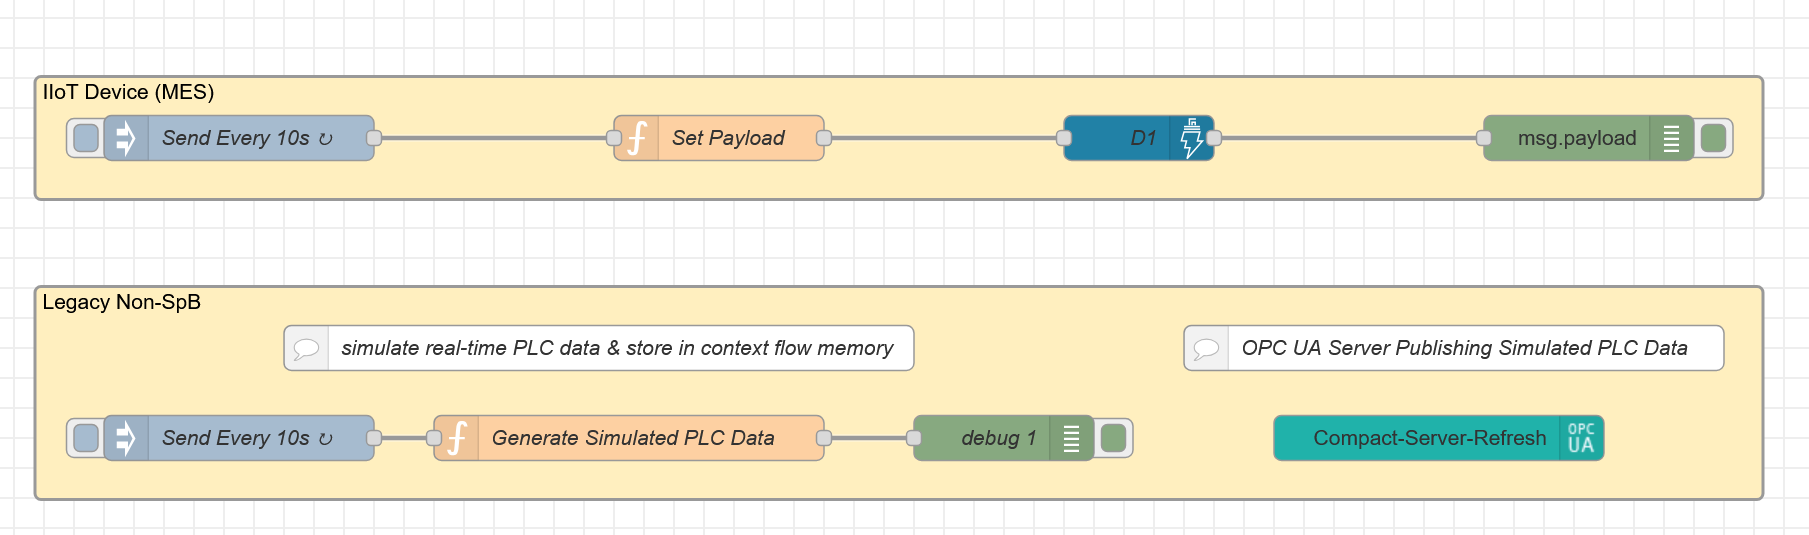 IIoT Device (MES)
Send Every 10s ↻
Set Payload
D1
msg.payload
Legacy Non-SpB
simulate real-time PLC data & store in context flow memory
OPC UA Server Publishing Simulated PLC Data
Send Every 10s ↻
Generate Simulated PLC Data
debug 1
Compact-Server-Refresh
OPC
UA